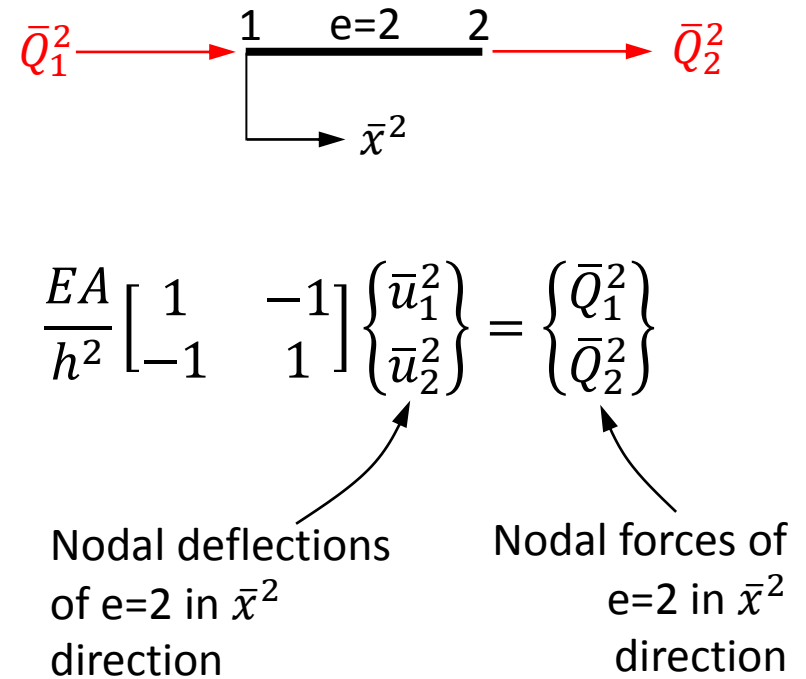 1 e=2 2
Q̄₁² Q̄₂²
x̄²
EA/h² [1 −1; −1 1] {ū₁²; ū₂²} = {Q̄₁²; Q̄₂²}
Nodal deflections
of e=2 in x̄²
direction
Nodal forces of
e=2 in x̄²
direction